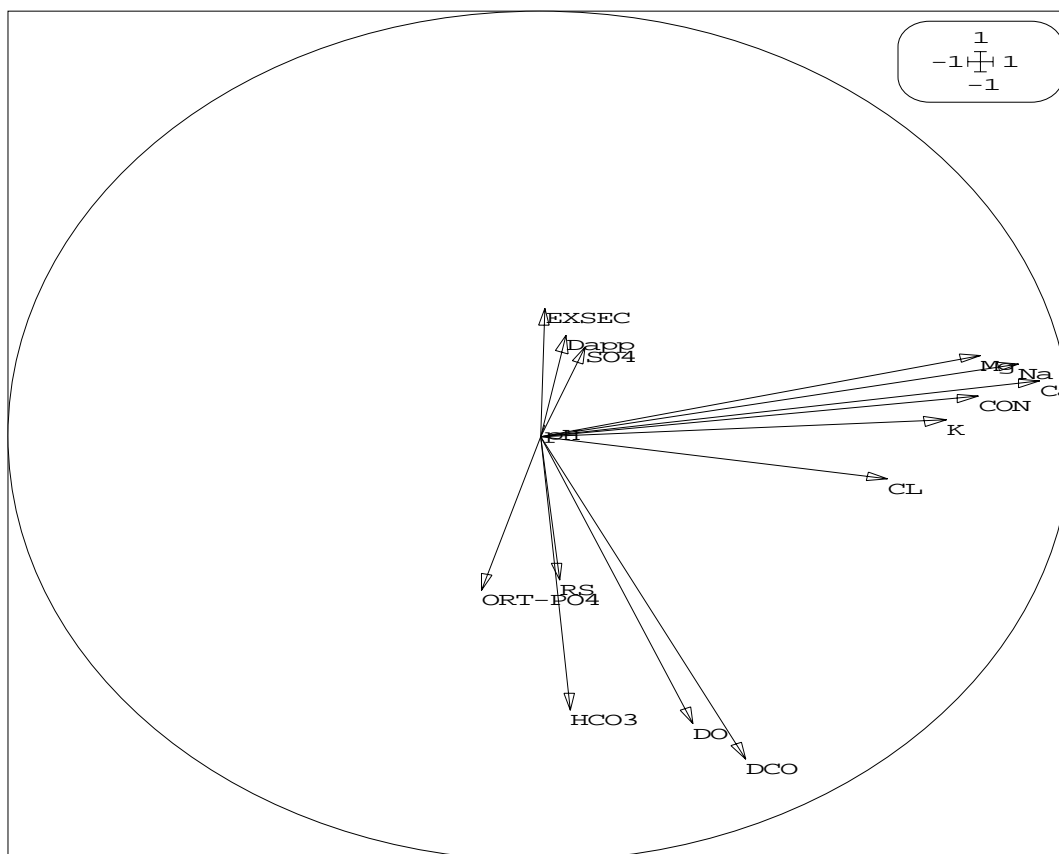 1
-1 1
-1
EXSEC
Dapp
SO4
Mg
Na
CON
K
pH
CL
RS
ORT-PO4
HCO3
DO
DCO